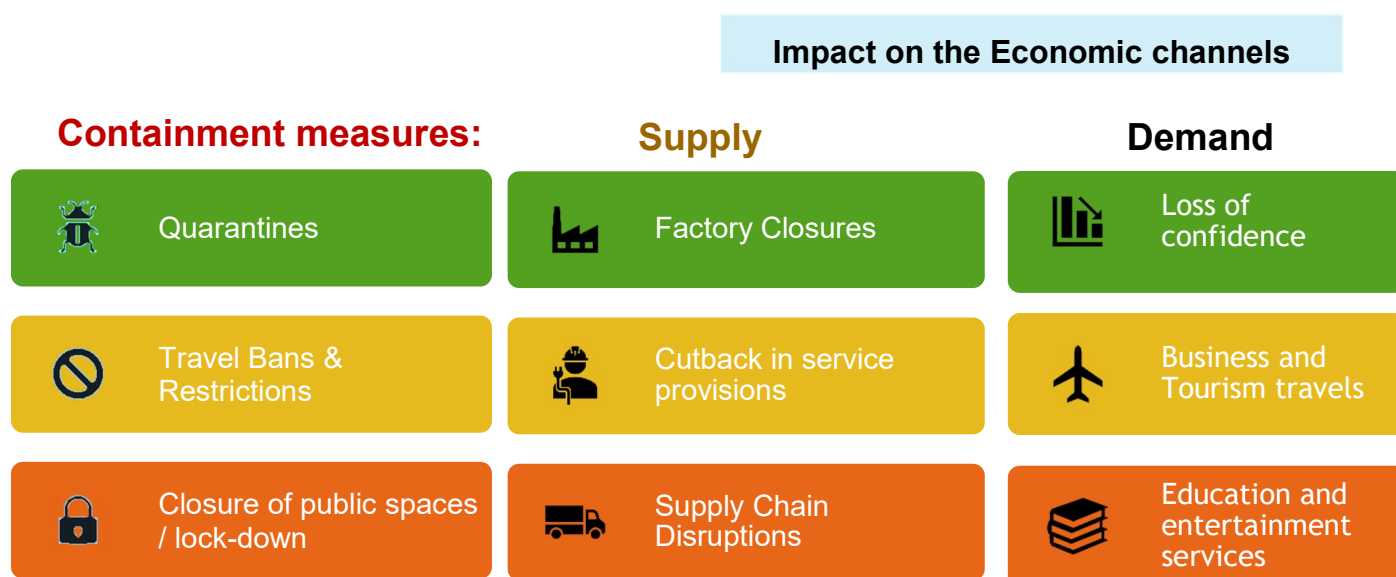 Impact on the Economic channels
Containment measures:
Supply
Demand
Quarantines
Factory Closures
Loss of
confidence
Travel Bans &
Restrictions
Cutback in service
provisions
Business and
Tourism travels
Closure of public spaces
/ lock-down
Supply Chain
Disruptions
Education and
entertainment
services